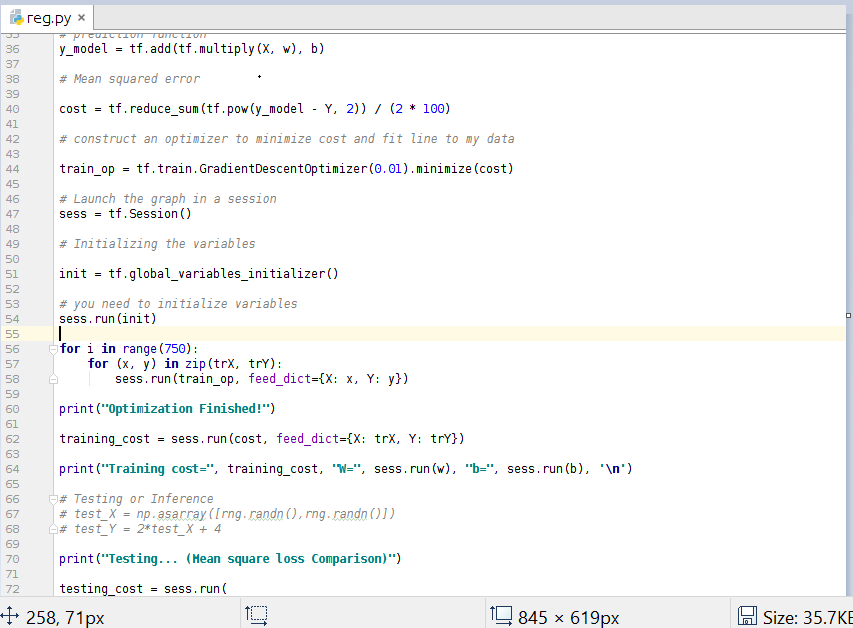 reg.py ×
35 # prediction function
36 y_model = tf.add(tf.multiply(X, w), b)
37
38 # Mean squared error
39
40 cost = tf.reduce_sum(tf.pow(y_model - Y, 2)) / (2 * 100)
41
42 # construct an optimizer to minimize cost and fit line to my data
43
44 train_op = tf.train.GradientDescentOptimizer(0.01).minimize(cost)
45
46 # Launch the graph in a session
47 sess = tf.Session()
48
49 # Initializing the variables
50
51 init = tf.global_variables_initializer()
52
53 # you need to initialize variables
54 sess.run(init)
55
56 for i in range(750):
57     for (x, y) in zip(trX, trY):
58         sess.run(train_op, feed_dict={X: x, Y: y})
59
60 print("Optimization Finished!")
61
62 training_cost = sess.run(cost, feed_dict={X: trX, Y: trY})
63
64 print("Training cost=", training_cost, "W=", sess.run(w), "b=", sess.run(b), '\n')
65
66 # Testing or Inference
67 # test_X = np.asarray([rng.randn(),rng.randn()])
68 # test_Y = 2*test_X + 4
69
70 print("Testing... (Mean square loss Comparison)")
71
72 testing_cost = sess.run(
258, 71px 845 × 619px Size: 35.7KB